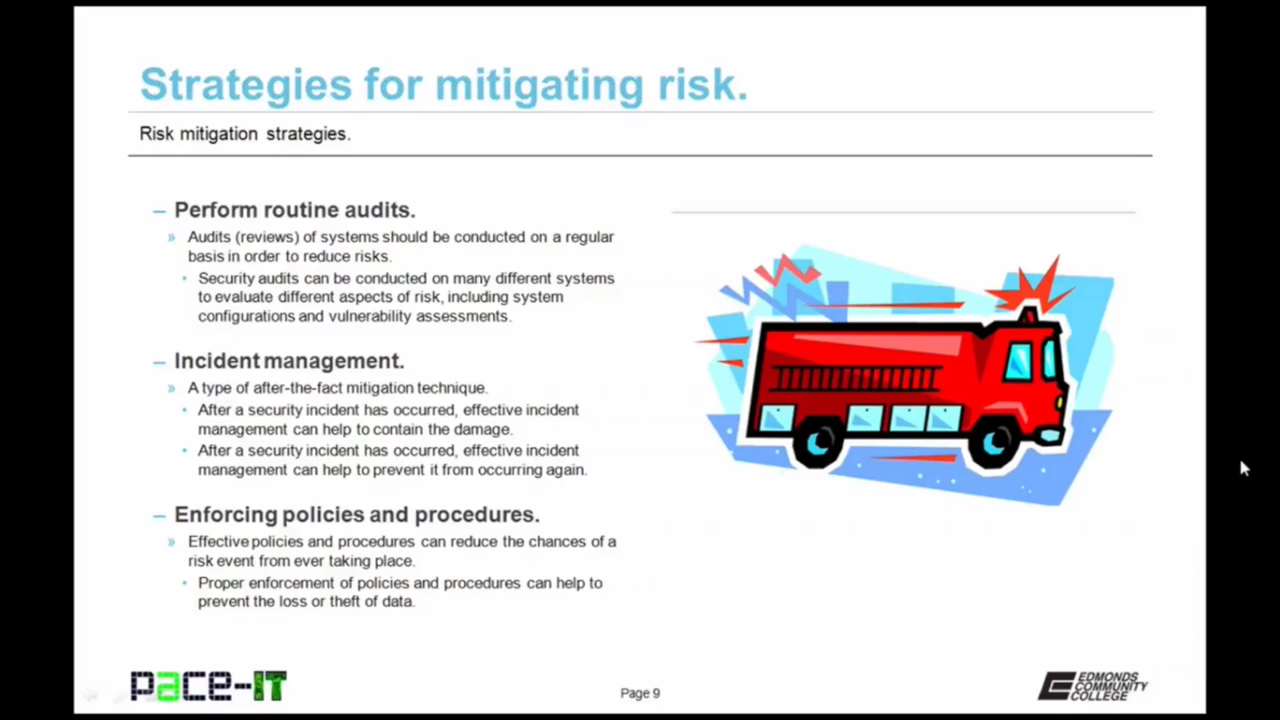 Strategies for mitigating risk.
Risk mitigation strategies.
– Perform routine audits.
» Audits (reviews) of systems should be conducted on a regular
basis in order to reduce risks.
• Security audits can be conducted on many different systems
to evaluate different aspects of risk, including system
configurations and vulnerability assessments.
– Incident management.
» A type of after-the-fact mitigation technique.
• After a security incident has occurred, effective incident
management can help to contain the damage.
• After a security incident has occurred, effective incident
management can help to prevent it from occurring again.
– Enforcing policies and procedures.
» Effective policies and procedures can reduce the chances of a
risk event from ever taking place.
• Proper enforcement of policies and procedures can help to
prevent the loss or theft of data.
pace-IT
Page 9
EDMONDS
COMMUNITY
COLLEGE